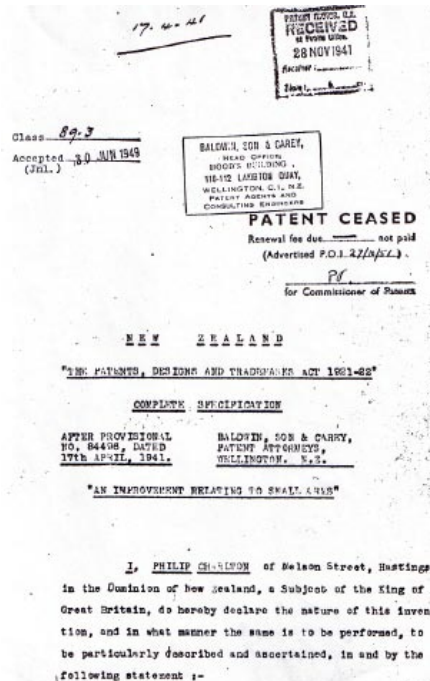 17.4.41
PATENT OFFICE, N.Z.
RECEIVED
28 NOV 1941
Class 89.3
Accepted 30 JUN 1949
(Jnl.)
BALDWIN, SON & CAREY,
HEAD OFFICE
110-112 LAMBTON QUAY,
WELLINGTON, C.1, N.Z.
PATENT AGENTS AND
CONSULTING ENGINEERS
PATENT CEASED
Renewal fee due not paid
(Advertised P.O.J.
for Commissioner of Patents
NEW ZEALAND
"THE PATENTS, DESIGNS AND TRADEMARKS ACT 1921-22"
COMPLETE SPECIFICATION
AFTER PROVISIONAL BALDWIN, SON & CAREY,
NO. 84498, DATED PATENT ATTORNEYS,
17th APRIL, 1941. WELLINGTON. N.Z.
"AN IMPROVEMENT RELATING TO SMALL ARMS"
I, PHILIP CHARLTON of Nelson Street, Hastings
in the Dominion of New Zealand, a Subject of the King of
Great Britain, do hereby declare the nature of this inven
tion, and in what manner the same is to be performed, to
be particularly described and ascertained, in and by the
following statement :-